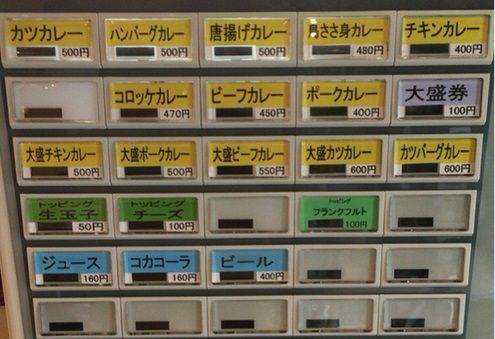 カツカレー
500円
ハンバーグカレー
500円
唐揚げカレー
500円
ささ身カレー
480円
チキンカレー
400円
コロッケカレー
470円
ビーフカレー
450円
ポークカレー
400円
大盛券
100円
大盛チキンカレー
500円
大盛ポークカレー
500円
大盛ビーフカレー
550円
大盛カツカレー
600円
カツバーグカレー
600円
トッピング
生玉子
50円
トッピング
チーズ
100円
トッピング
フランクフルト
100円
ジュース
160円
コカコーラ
160円
ビール
400円